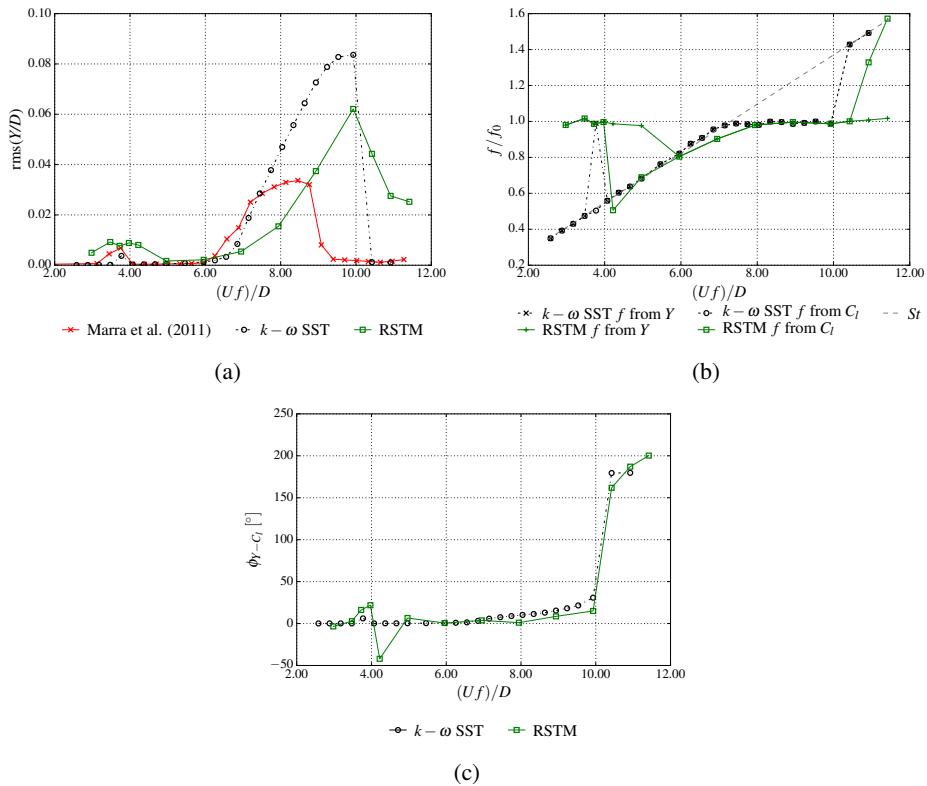 0.10
0.08
0.06
0.04
0.02
0.00
rms(Y/D)
2.00 4.00 6.00 8.00 10.00 12.00
(Uf)/D
Marra et al. (2011) k − ω SST RSTM
(a)
1.6
1.4
1.2
1.0
0.8
0.6
0.4
0.2
f/f₀
2.00 4.00 6.00 8.00 10.00 12.00
(Uf)/D
k − ω SST f from Y k − ω SST f from Cₗ St
RSTM f from Y RSTM f from Cₗ
(b)
250
200
150
100
50
0
−50
ϕY−Cₗ [°]
2.00 4.00 6.00 8.00 10.00 12.00
(Uf)/D
k − ω SST RSTM
(c)